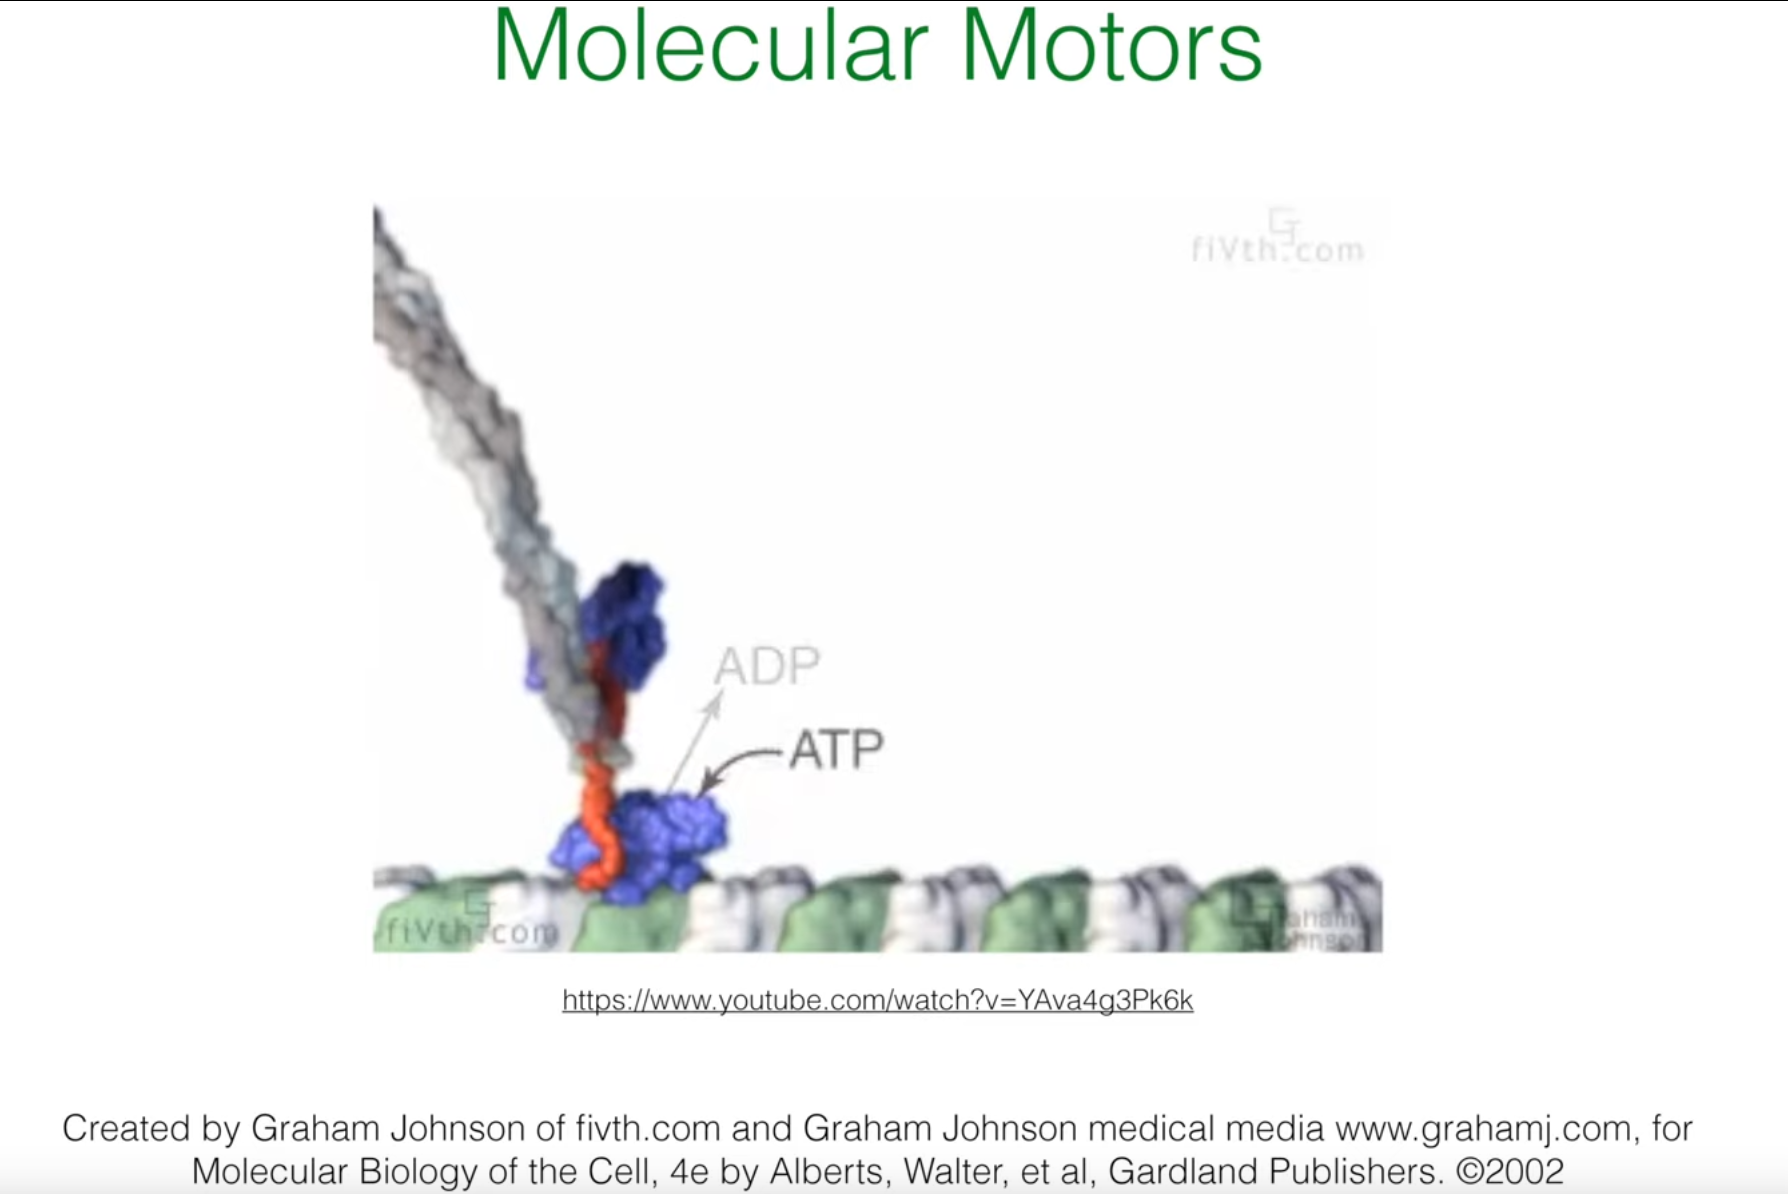 Molecular Motors
fiVth.com
ADP
ATP
fiVth.com
Graham
Johnson
https://www.youtube.com/watch?v=YAva4g3Pk6k
Created by Graham Johnson of fivth.com and Graham Johnson medical media www.grahamj.com, for
Molecular Biology of the Cell, 4e by Alberts, Walter, et al, Gardland Publishers. ©2002